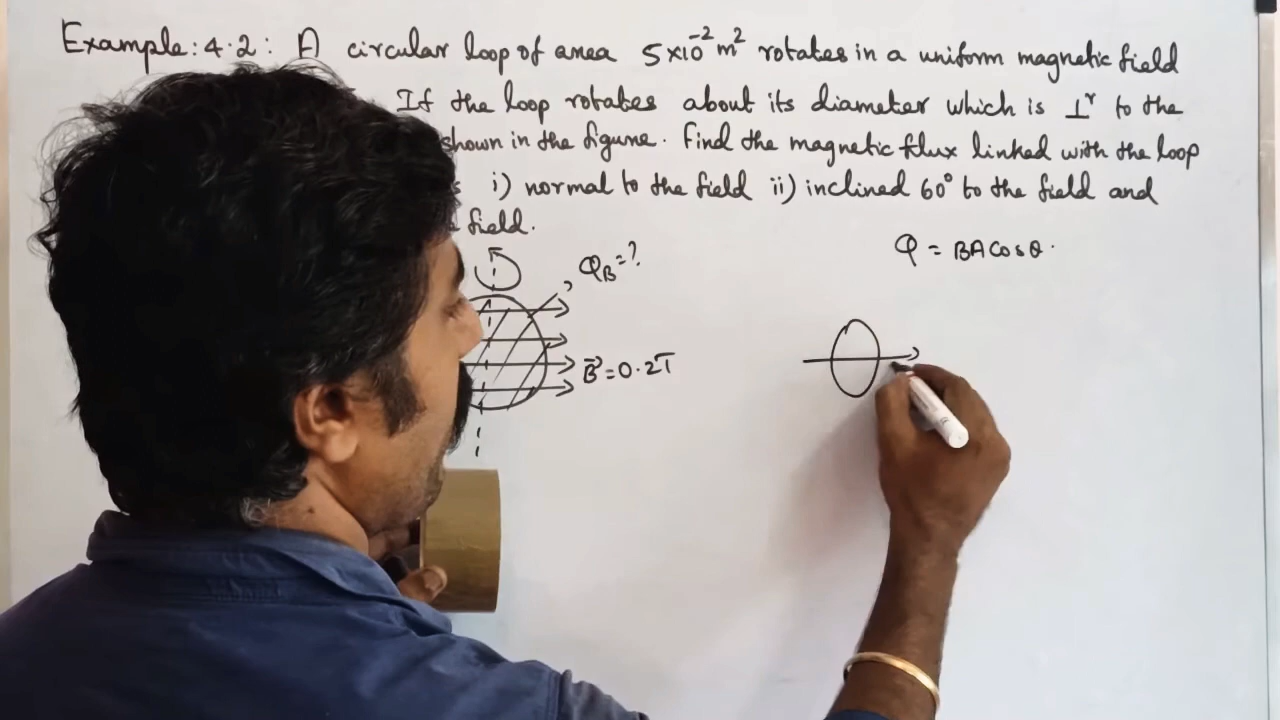 Example: 4.2: A circular loop of area 5×10⁻² m² rotates in a uniform magnetic field
If the loop rotates about its diameter which is ⊥ʳ to the
shown in the figure. Find the magnetic flux linked with the loop
i) normal to the field ii) inclined 60° to the field and
field.
φ = BA cos θ.
φ_B = ?
B⃗ = 0.2T